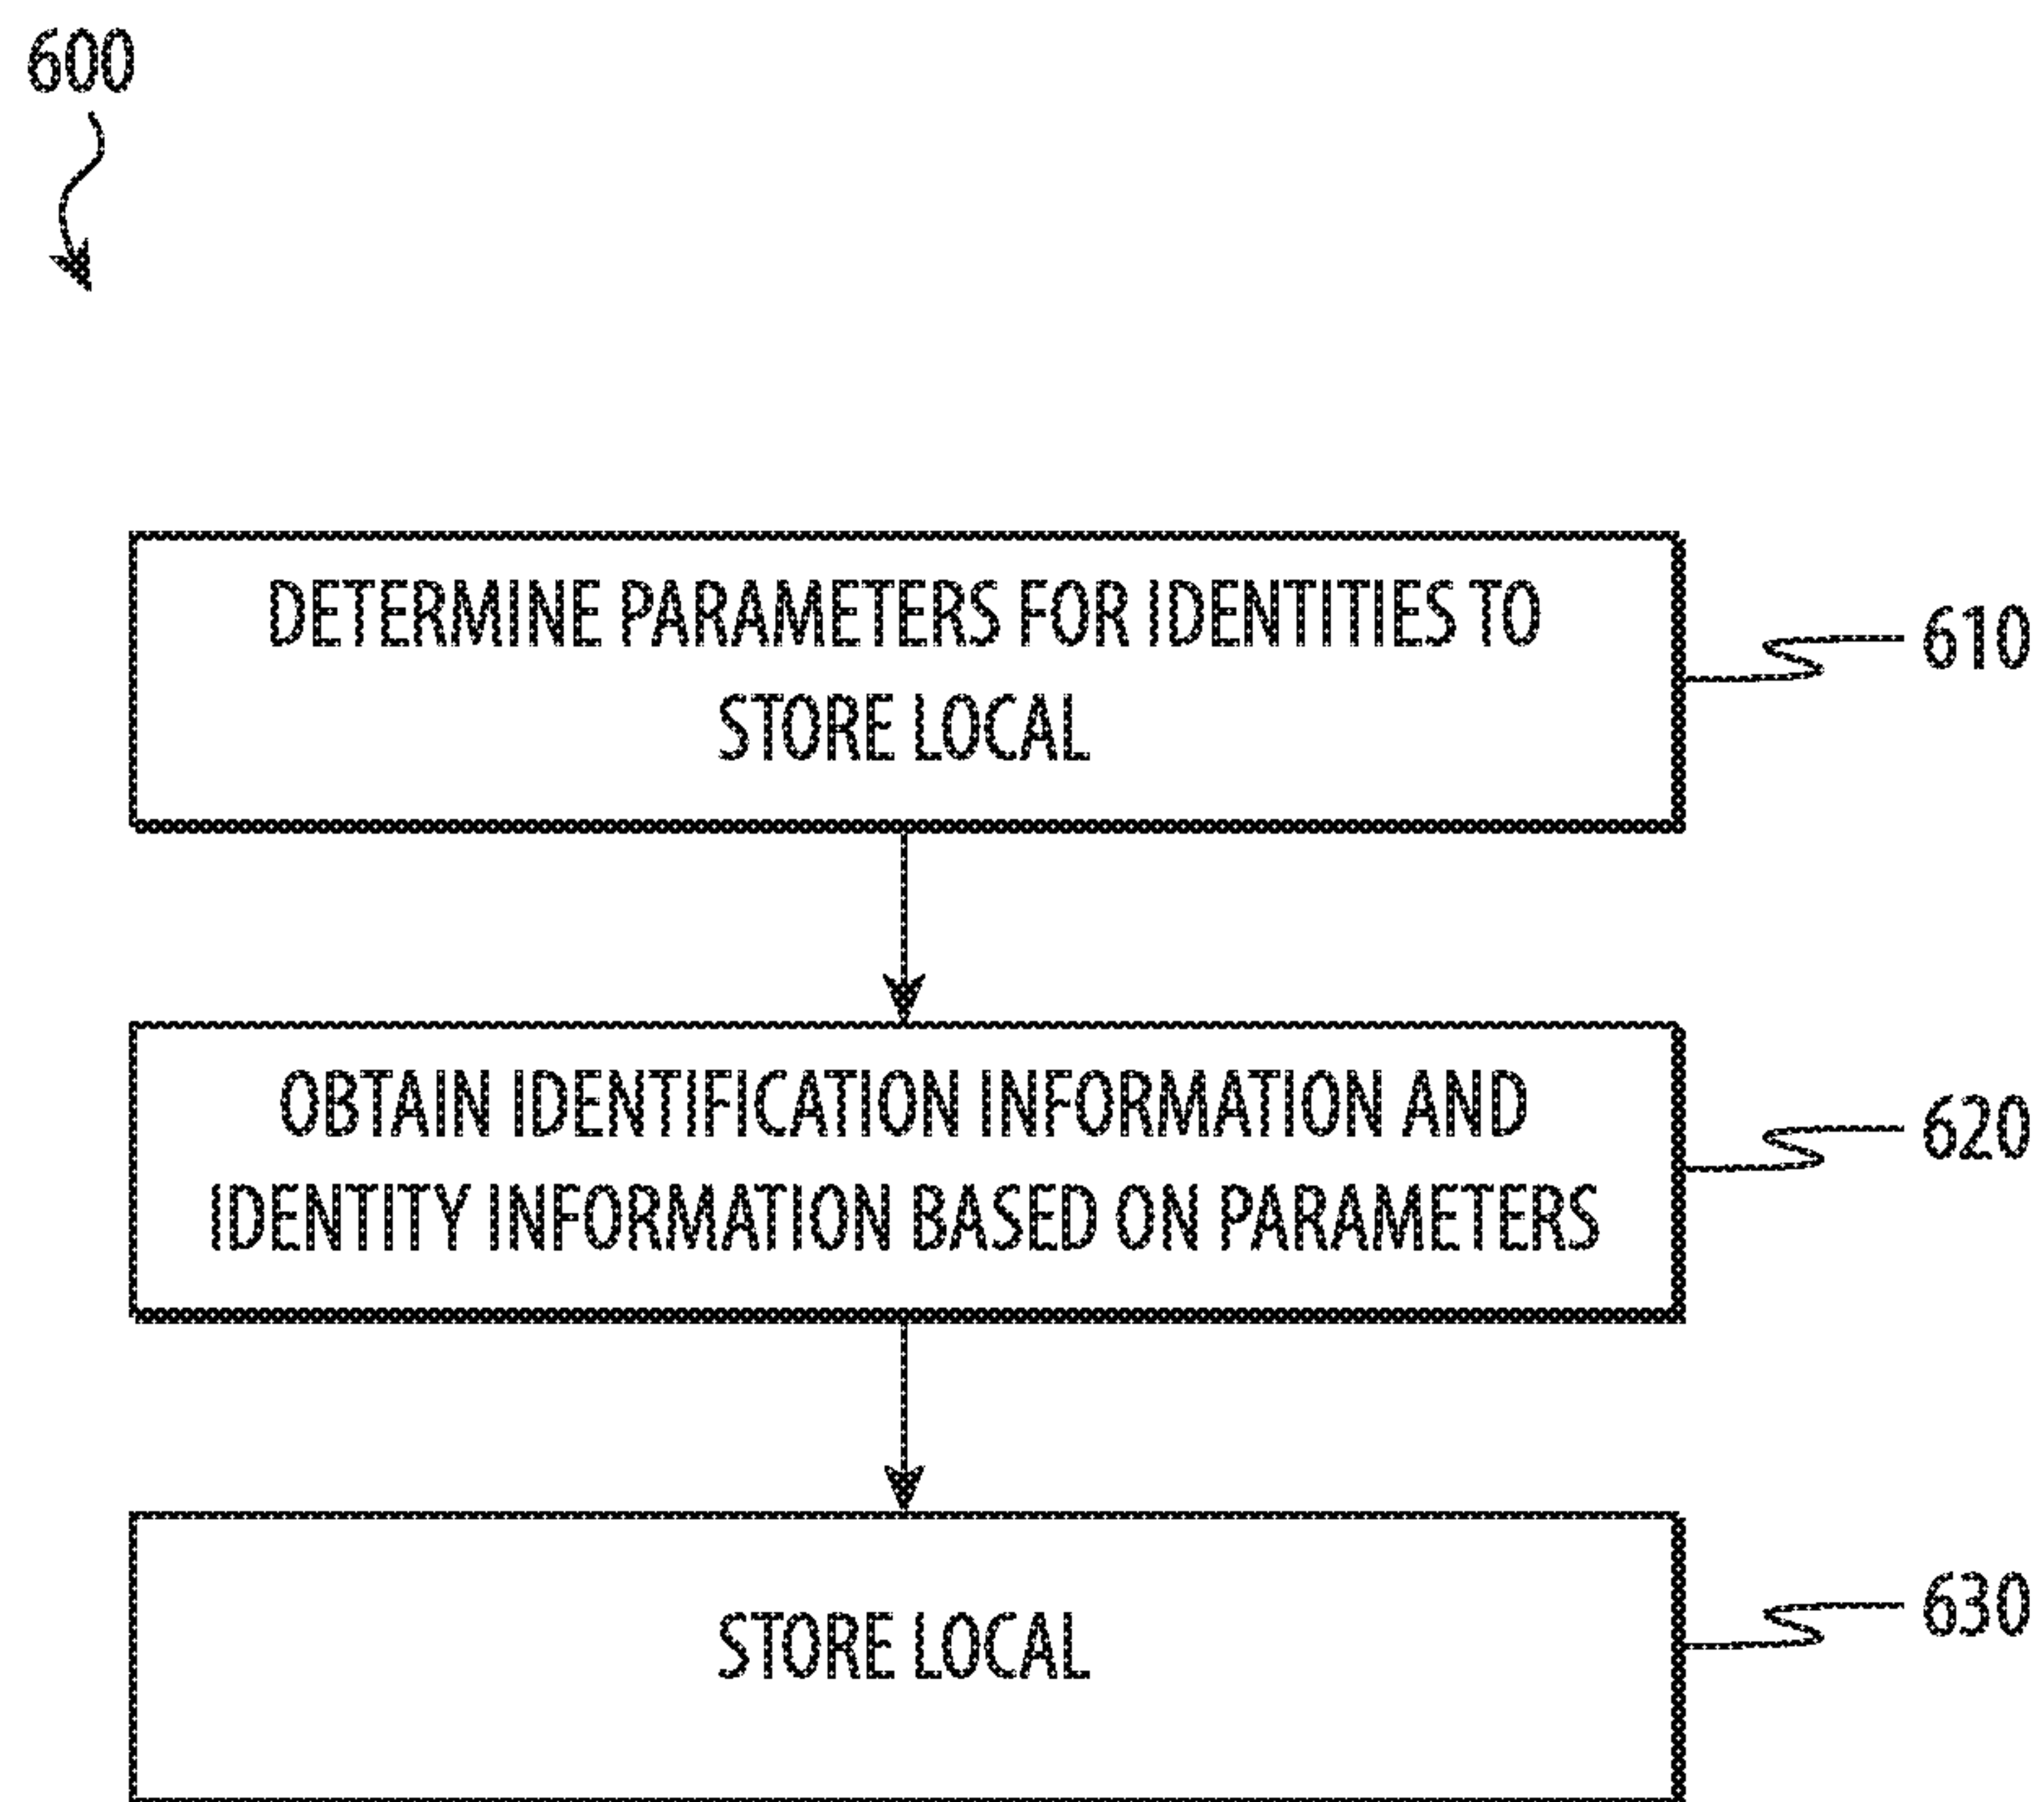 600
DETERMINE PARAMETERS FOR IDENTITIES TO
STORE LOCAL
610
OBTAIN IDENTIFICATION INFORMATION AND
IDENTITY INFORMATION BASED ON PARAMETERS
620
STORE LOCAL
630